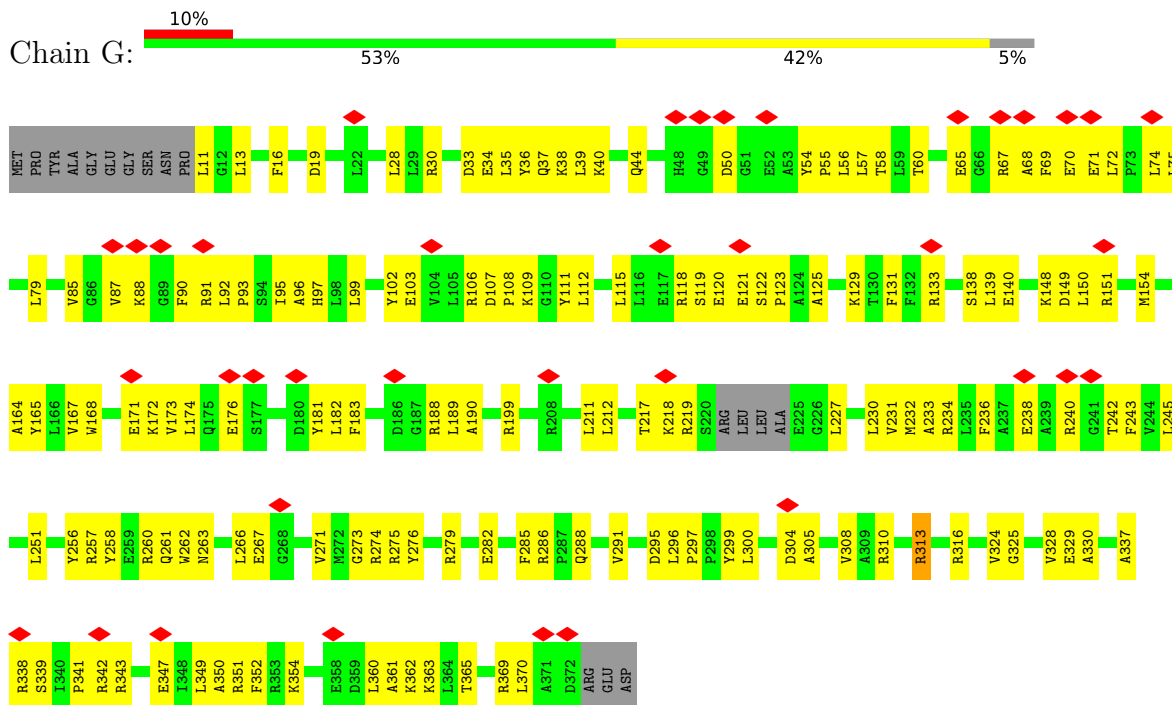 10%
Chain G:
53% 42% 5%
MET PRO TYR ALA GLY GLU GLY SER ASN PRO L11 G12 L13 F16 D19 L22 L28 L29 R30 D33 E34 L35 Y36 Q37 K38 L39 K40 Q44 H48 G49 D50 G51 E52 A53 Y54 P55 L56 L57 T58 L59 T60 E65 G66 R67 A68 F69 E70 E71 L72 P73 L74 L75
L79 V85 G86 V87 K88 G89 F90 R91 L92 P93 S94 I95 A96 H97 L98 L99 Y102 E103 V104 L105 R106 D107 P108 K109 G110 Y111 L112 L115 L116 E117 R118 S119 E120 E121 S122 P123 A124 A125 K129 T130 F131 F132 R133 S138 L139 E140 K148 D149 L150 R151 M154
A164 Y165 L166 V167 W168 E171 K172 V173 L174 Q175 E176 S177 D180 Y181 L182 F183 D186 G187 R188 L189 A190 R199 R208 L211 L212 T217 K218 R219 S220 ARG LEU LEU ALA E225 G226 L227 L230 V231 M232 A233 R234 L235 F236 A237 E238 A239 R240 G241 T242 F243 V244 L245
L251 Y256 R257 Y258 E259 R260 Q261 W262 N263 L266 E267 G268 V271 M272 G273 R274 R275 Y276 R279 E282 F285 R286 P287 Q288 V291 D295 L296 P297 P298 Y299 L300 D304 A305 V308 A309 R310 R313 R316 V324 G325 V328 E329 A330 A337
R338 S339 I340 P341 R342 R343 E347 I348 L349 A350 R351 F352 R353 K354 E358 D359 L360 A361 K362 K363 L364 T365 R369 L370 A371 D372 ARG GLU ASP